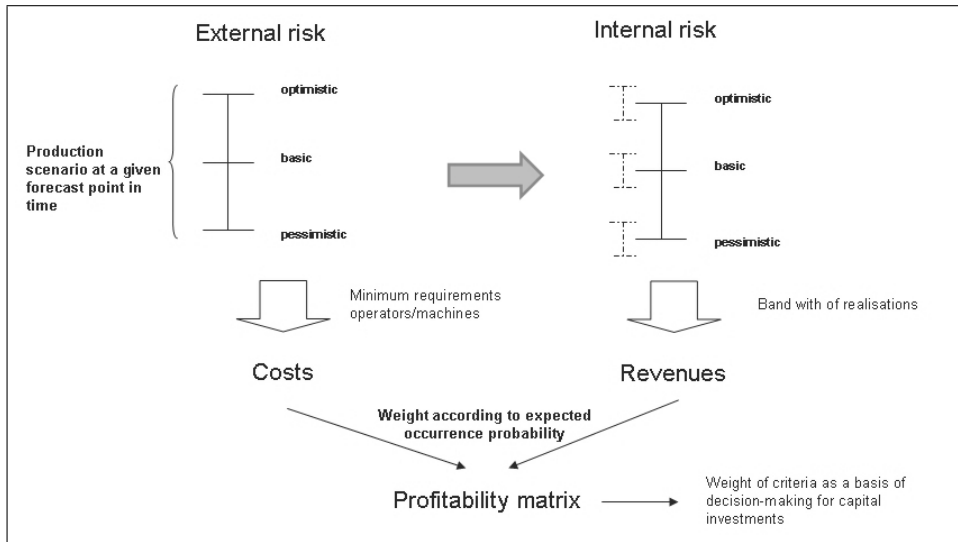 External risk
Internal risk
optimistic
basic
pessimistic
Production
scenario at a given
forecast point in
time
optimistic
basic
pessimistic
Minimum requirements
operators/machines
Band with of realisations
Costs
Revenues
Weight according to expected
occurrence probability
Profitability matrix
Weight of criteria as a basis of
decision-making for capital
investments